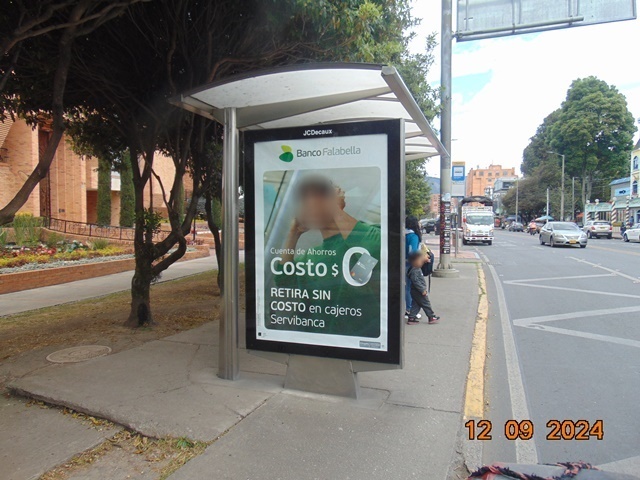 JCDecaux
Banco Falabella
Cuenta de Ahorros
Costo $0
RETIRA SIN
COSTO en cajeros
Servibanca
12 09 2024